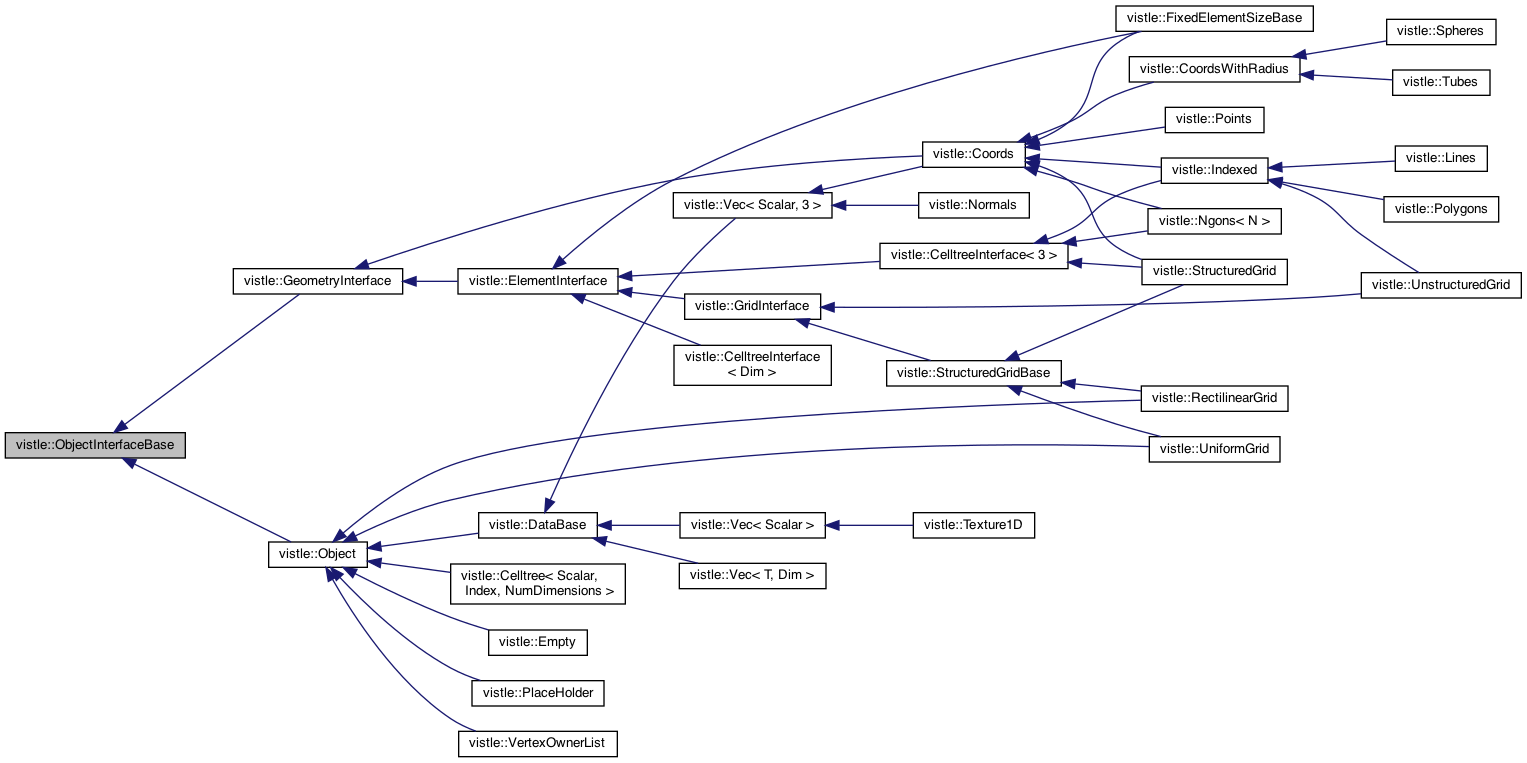 vistle::FixedElementSizeBase
vistle::Spheres
vistle::CoordsWithRadius
vistle::Tubes
vistle::Points
vistle::Coords
vistle::Lines
vistle::Indexed
vistle::Vec< Scalar, 3 >
vistle::Normals
vistle::Polygons
vistle::Ngons< N >
vistle::CelltreeInterface< 3 >
vistle::StructuredGrid
vistle::GeometryInterface
vistle::ElementInterface
vistle::UnstructuredGrid
vistle::GridInterface
vistle::CelltreeInterface
< Dim >
vistle::StructuredGridBase
vistle::RectilinearGrid
vistle::ObjectInterfaceBase
vistle::UniformGrid
vistle::DataBase
vistle::Vec< Scalar >
vistle::Texture1D
vistle::Object
vistle::Vec< T, Dim >
vistle::Celltree< Scalar,
Index, NumDimensions >
vistle::Empty
vistle::PlaceHolder
vistle::VertexOwnerList